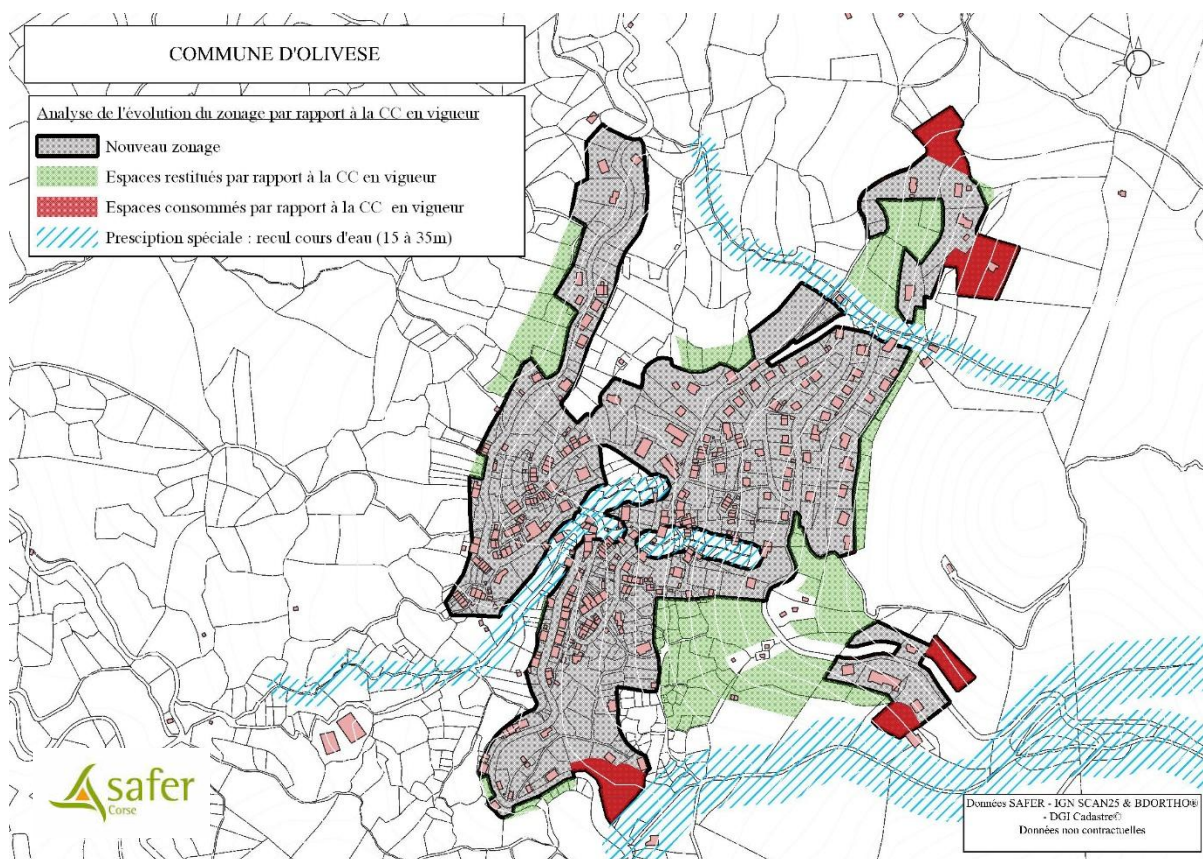 COMMUNE D'OLIVESE
Analyse de l'évolution du zonage par rapport à la CC en vigueur
Nouveau zonage
Espaces restitués par rapport à la CC en vigueur
Espaces consommés par rapport à la CC en vigueur
Presciption spéciale : recul cours d'eau (15 à 35m)
safer
Corse
Données SAFER - IGN SCAN25 & BDORTHO®
- DGI Cadastre©
Données non contractuelles